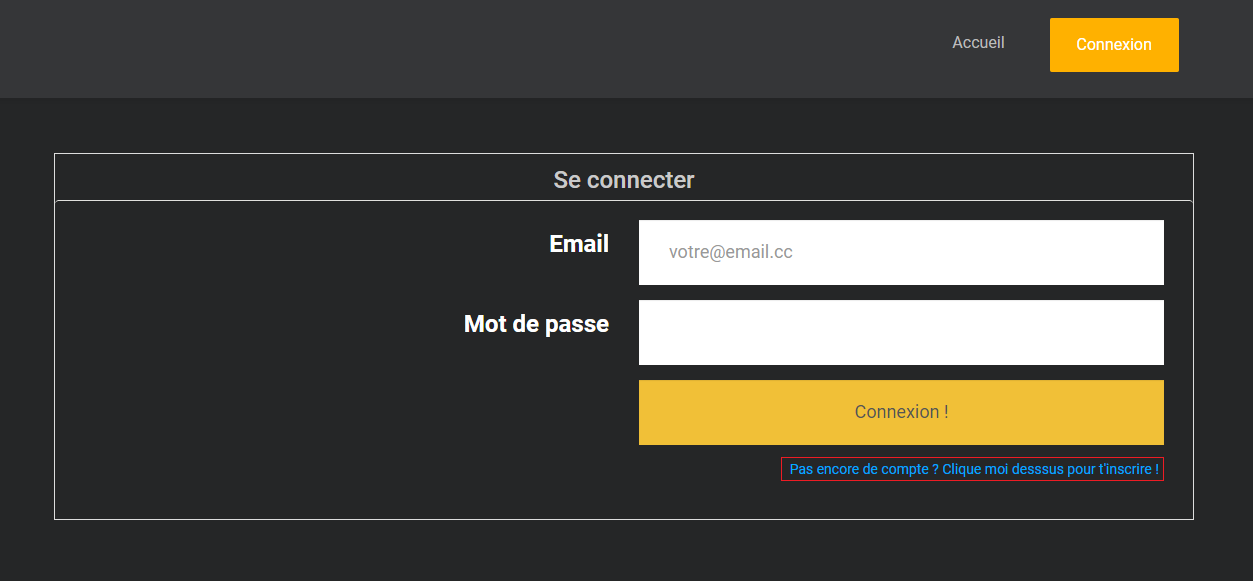 Accueil
Connexion
Se connecter
Email
votre@email.cc
Mot de passe
Connexion !
Pas encore de compte ? Clique moi desssus pour t'inscrire !